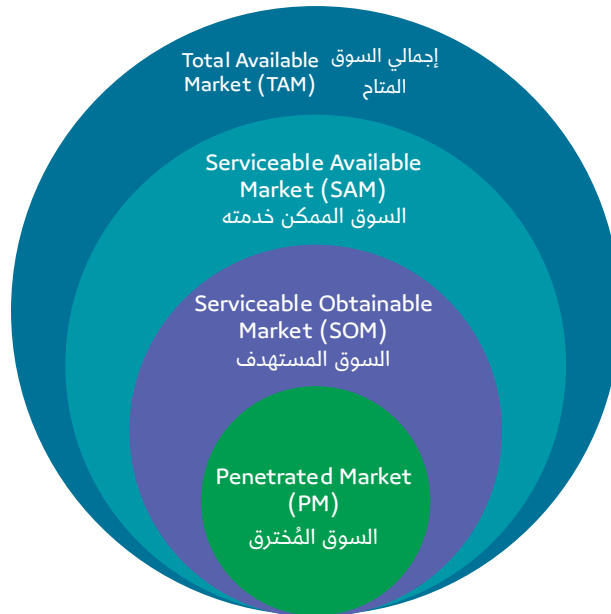 Total Available
Market (TAM)
إجمالي السوق
المتاح
Serviceable Available
Market (SAM)
السوق الممكن خدمته
Serviceable Obtainable
Market (SOM)
السوق المستهدف
Penetrated Market
(PM)
السوق المُخترق